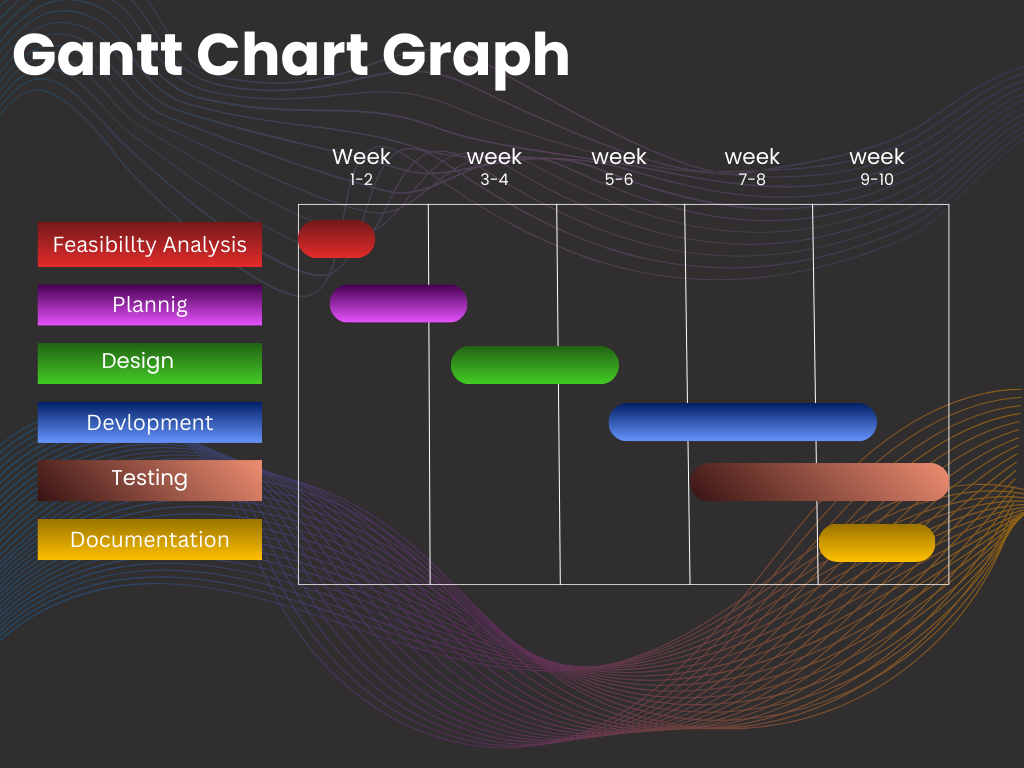 Gantt Chart Graph
Week week week week week
1-2 3-4 5-6 7-8 9-10
Feasibillty Analysis
Plannig
Design
Devlopment
Testing
Documentation